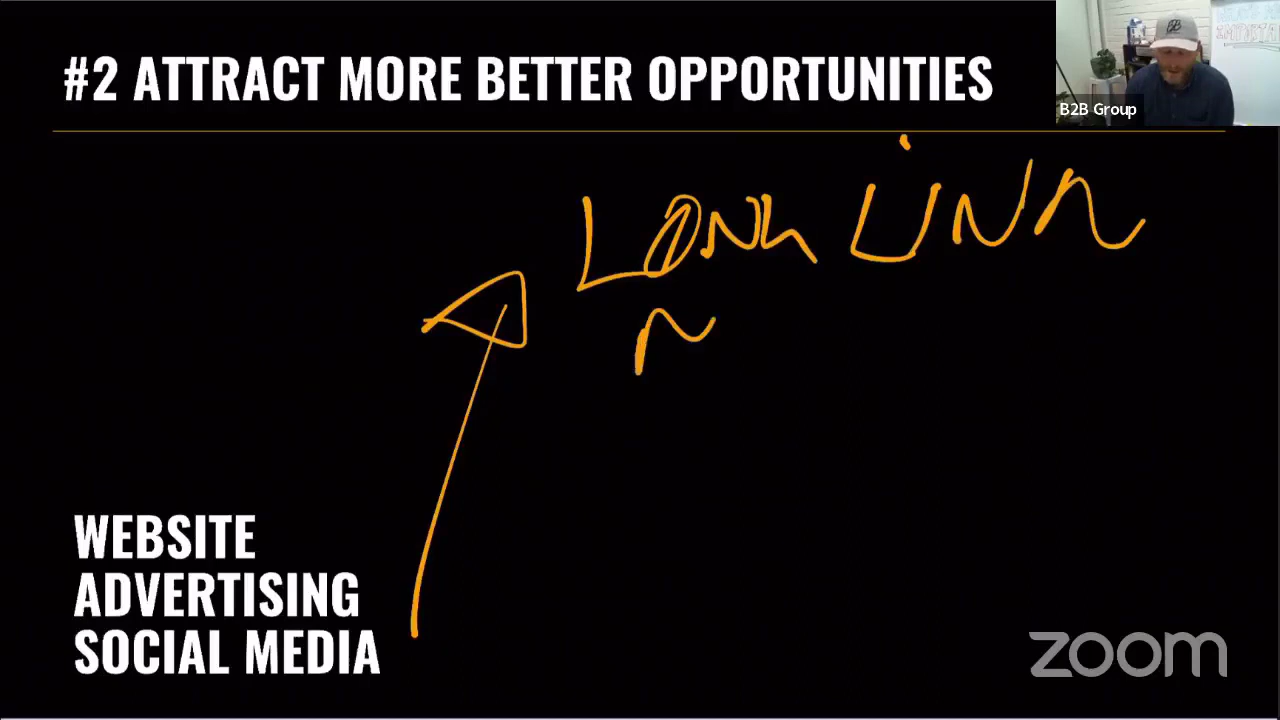 #2 ATTRACT MORE BETTER OPPORTUNITIES
B2B Group
WEBSITE
ADVERTISING
SOCIAL MEDIA
zoom